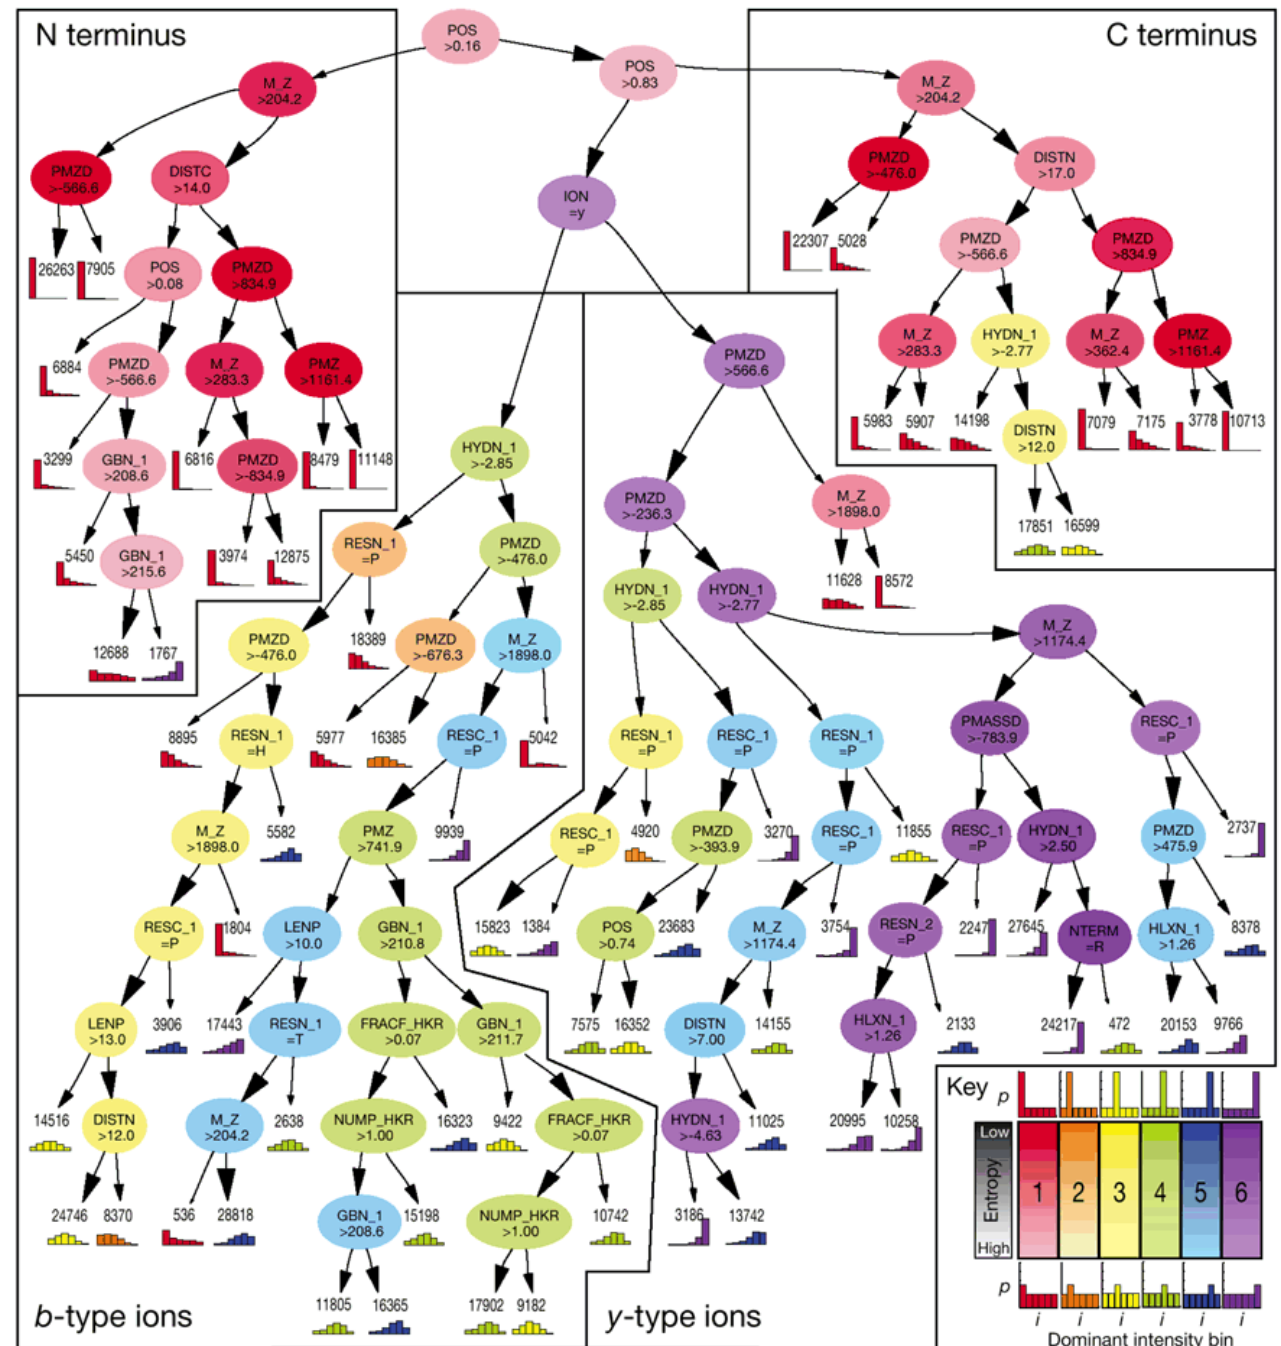 N terminus
C terminus
POS
>0.16
POS
>0.83
M_Z
>204.2
M_Z
>204.2
PMZD
>-566.6
DISTC
>14.0
PMZD
>-476.0
DISTN
>17.0
ION
=y
26263
7905
POS
>0.08
PMZD
>834.9
22307
5028
PMZD
>-566.6
PMZD
>834.9
6884
PMZD
>-566.6
M_Z
>283.3
PMZ
>1161.4
PMZD
>566.6
M_Z
>283.3
HYDN_1
>-2.77
M_Z
>362.4
PMZ
>1161.4
3299
GBN_1
>208.6
6816
PMZD
>-834.9
8479
11148
HYDN_1
>-2.85
5983
5907
14198
DISTN
>12.0
7079
7175
3778
10713
5450
GBN_1
>215.6
3974
12875
RESN_1
=P
PMZD
>-476.0
PMZD
>-236.3
M_Z
>1898.0
17851
16599
12688
1767
HYDN_1
>-2.85
HYDN_1
>-2.77
11628
8572
PMZD
>-476.0
18389
PMZD
>-676.3
M_Z
>1898.0
M_Z
>1174.4
8895
RESN_1
=H
5977
16385
RESC_1
=P
5042
RESN_1
=P
RESC_1
=P
RESN_1
=P
PMASSD
>-783.9
RESC_1
=P
M_Z
>1898.0
5582
PMZ
>741.9
9939
RESC_1
=P
4920
PMZD
>-393.9
3270
RESC_1
=P
11855
RESC_1
=P
HYDN_1
>2.50
PMZD
>475.9
2737
RESC_1
=P
1804
LENP
>10.0
GBN_1
>210.8
15823
1384
POS
>0.74
23683
M_Z
>1174.4
3754
RESN_2
=P
2247
27645
NTERM
=R
HLXN_1
>1.26
8378
LENP
>13.0
3906
17443
RESN_1
=T
FRACF_HKR
>0.07
GBN_1
>211.7
7575
16352
DISTN
>7.00
14155
HLXN_1
>1.26
2133
24217
472
20153
9766
14516
DISTN
>12.0
M_Z
>204.2
2638
NUMP_HKR
>1.00
16323
9422
FRACF_HKR
>0.07
HYDN_1
>-4.63
11025
20995
10258
24746
8370
536
28818
GBN_1
>208.6
15198
NUMP_HKR
>1.00
10742
3186
13742
11805
16365
17902
9182
b-type ions
y-type ions
Key
p
Low
Entropy
High
1 2 3 4 5 6
p
i i i i i i
Dominant intensity bin